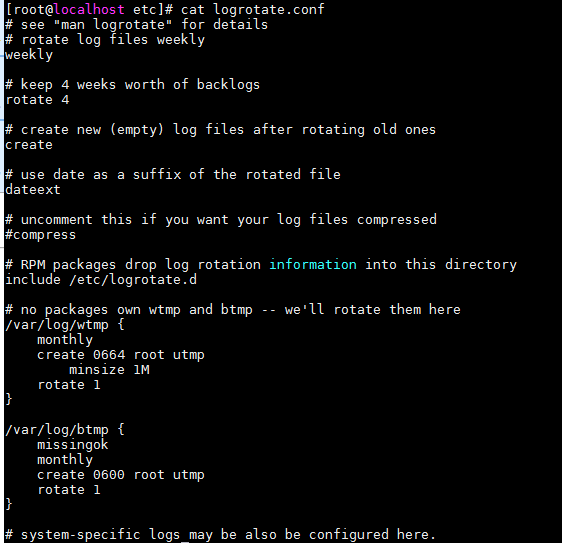 [root@localhost etc]# cat logrotate.conf
# see "man logrotate" for details
# rotate log files weekly
weekly

# keep 4 weeks worth of backlogs
rotate 4

# create new (empty) log files after rotating old ones
create

# use date as a suffix of the rotated file
dateext

# uncomment this if you want your log files compressed
#compress

# RPM packages drop log rotation information into this directory
include /etc/logrotate.d

# no packages own wtmp and btmp -- we'll rotate them here
/var/log/wtmp {
    monthly
    create 0664 root utmp
        minsize 1M
    rotate 1
}

/var/log/btmp {
    missingok
    monthly
    create 0600 root utmp
    rotate 1
}

# system-specific logs may be also be configured here.